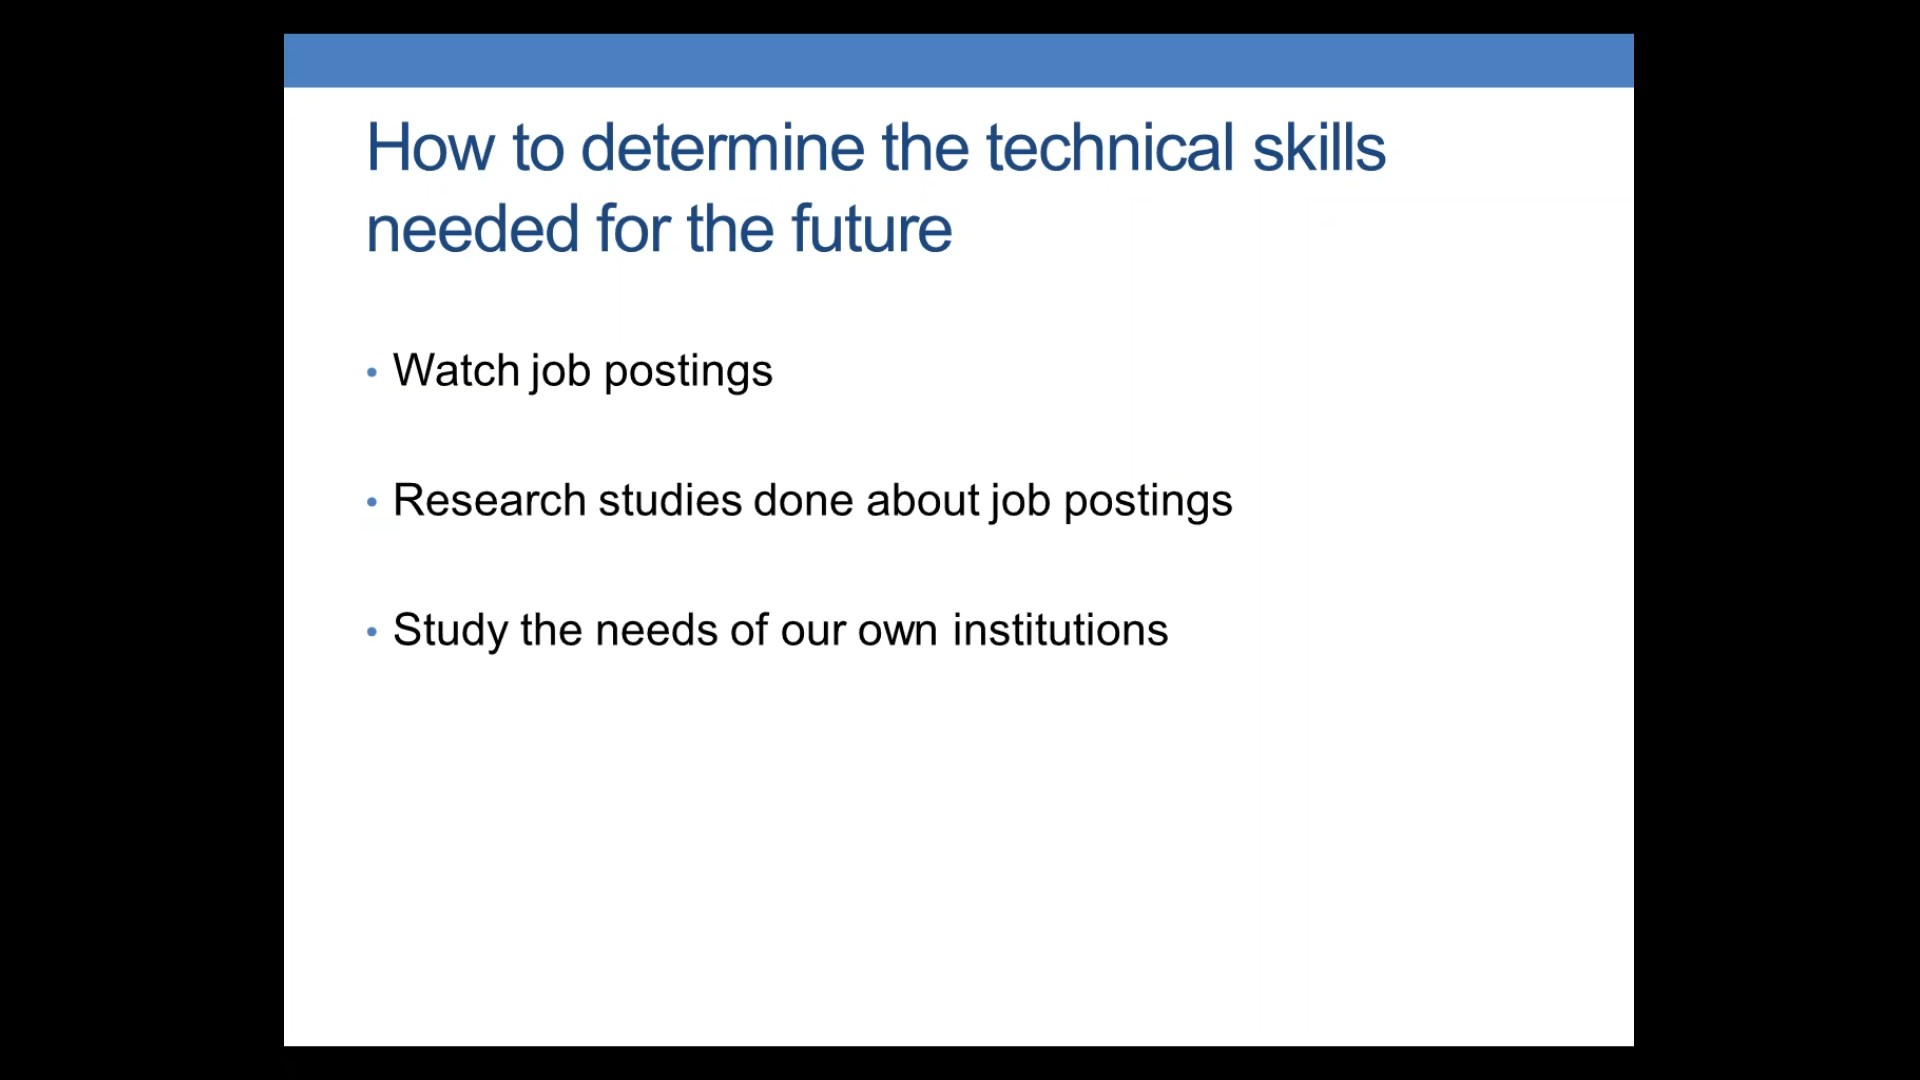 How to determine the technical skills
needed for the future
• Watch job postings
• Research studies done about job postings
• Study the needs of our own institutions